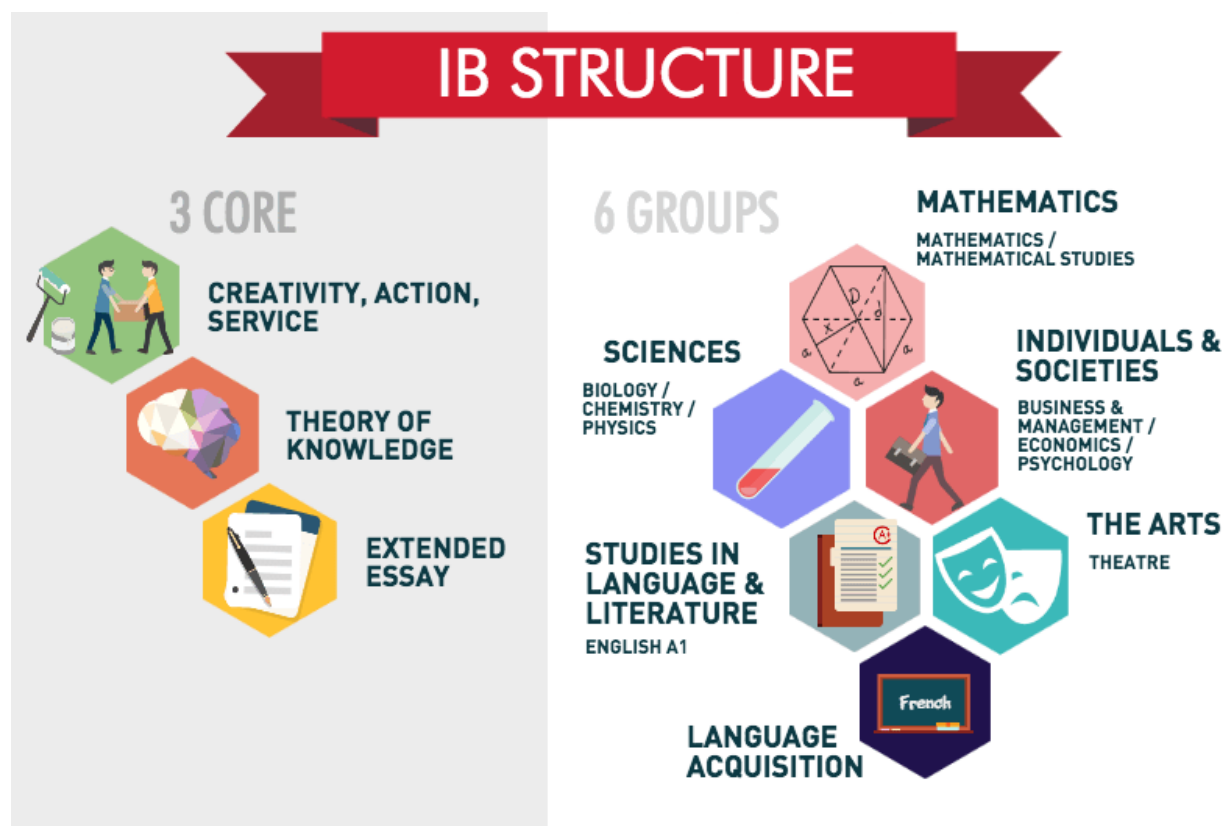 IB STRUCTURE
3 CORE
CREATIVITY, ACTION,
SERVICE
THEORY OF
KNOWLEDGE
EXTENDED
ESSAY
6 GROUPS
MATHEMATICS
MATHEMATICS /
MATHEMATICAL STUDIES
D
d
x
a
a
a
SCIENCES
BIOLOGY /
CHEMISTRY /
PHYSICS
INDIVIDUALS &
SOCIETIES
BUSINESS &
MANAGEMENT /
ECONOMICS /
PSYCHOLOGY
STUDIES IN
LANGUAGE &
LITERATURE
ENGLISH A1
A+
THE ARTS
THEATRE
French
LANGUAGE
ACQUISITION